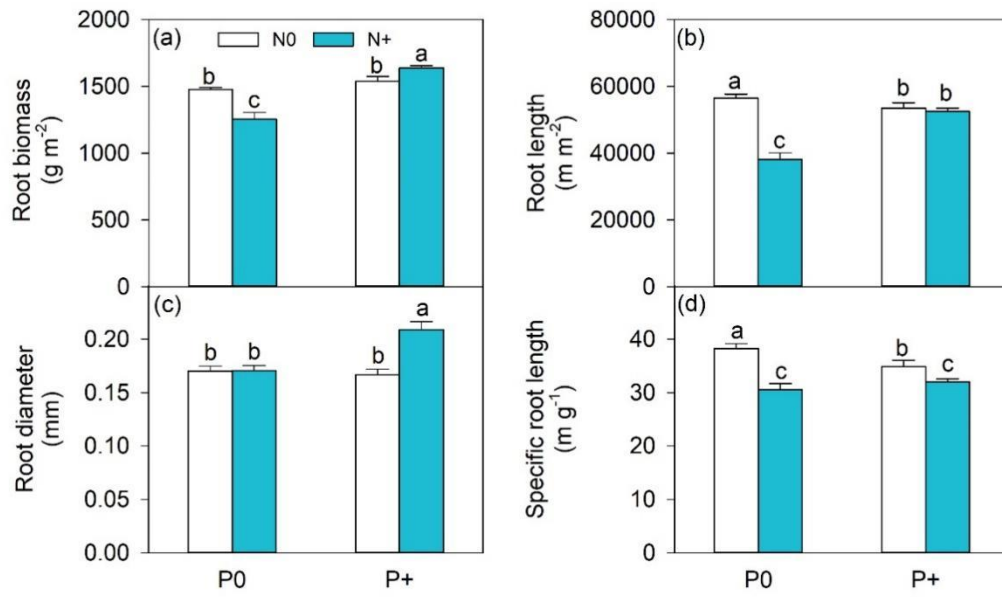 (a)
N0 N+
Root biomass
(g m-2)
2000
1500
1000
500
0
b
c
b
a
(b)
Root length
(m m-2)
80000
60000
40000
20000
0
a
c
b
b
(c)
Root diameter
(mm)
0.20
0.15
0.10
0.05
0.00
b
b
b
a
P0 P+
(d)
Specific root length
(m g-1)
40
30
20
10
0
a
c
b
c
P0 P+